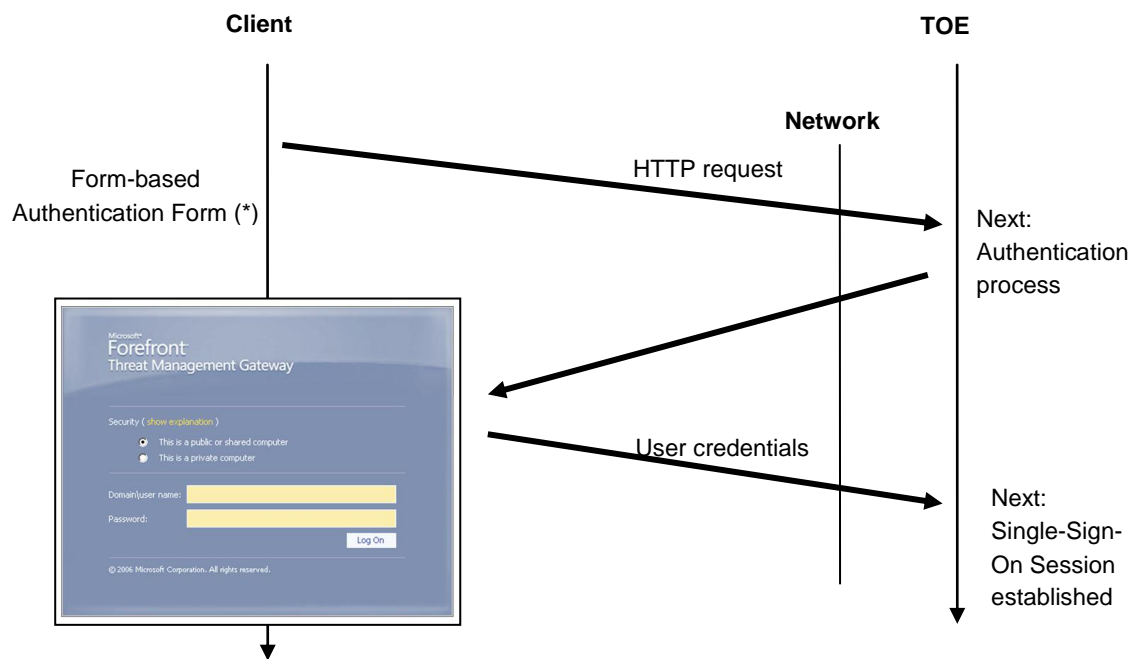 Client
TOE
Network
HTTP request
Form-based
Authentication Form (*)
Next:
Authentication
process
Microsoft®
Forefront™
Threat Management Gateway
Security ( show explanation )
This is a public or shared computer
This is a private computer
Domain\user name:
Password:
Log On
© 2006 Microsoft Corporation. All rights reserved.
User credentials
Next:
Single-Sign-
On Session
established